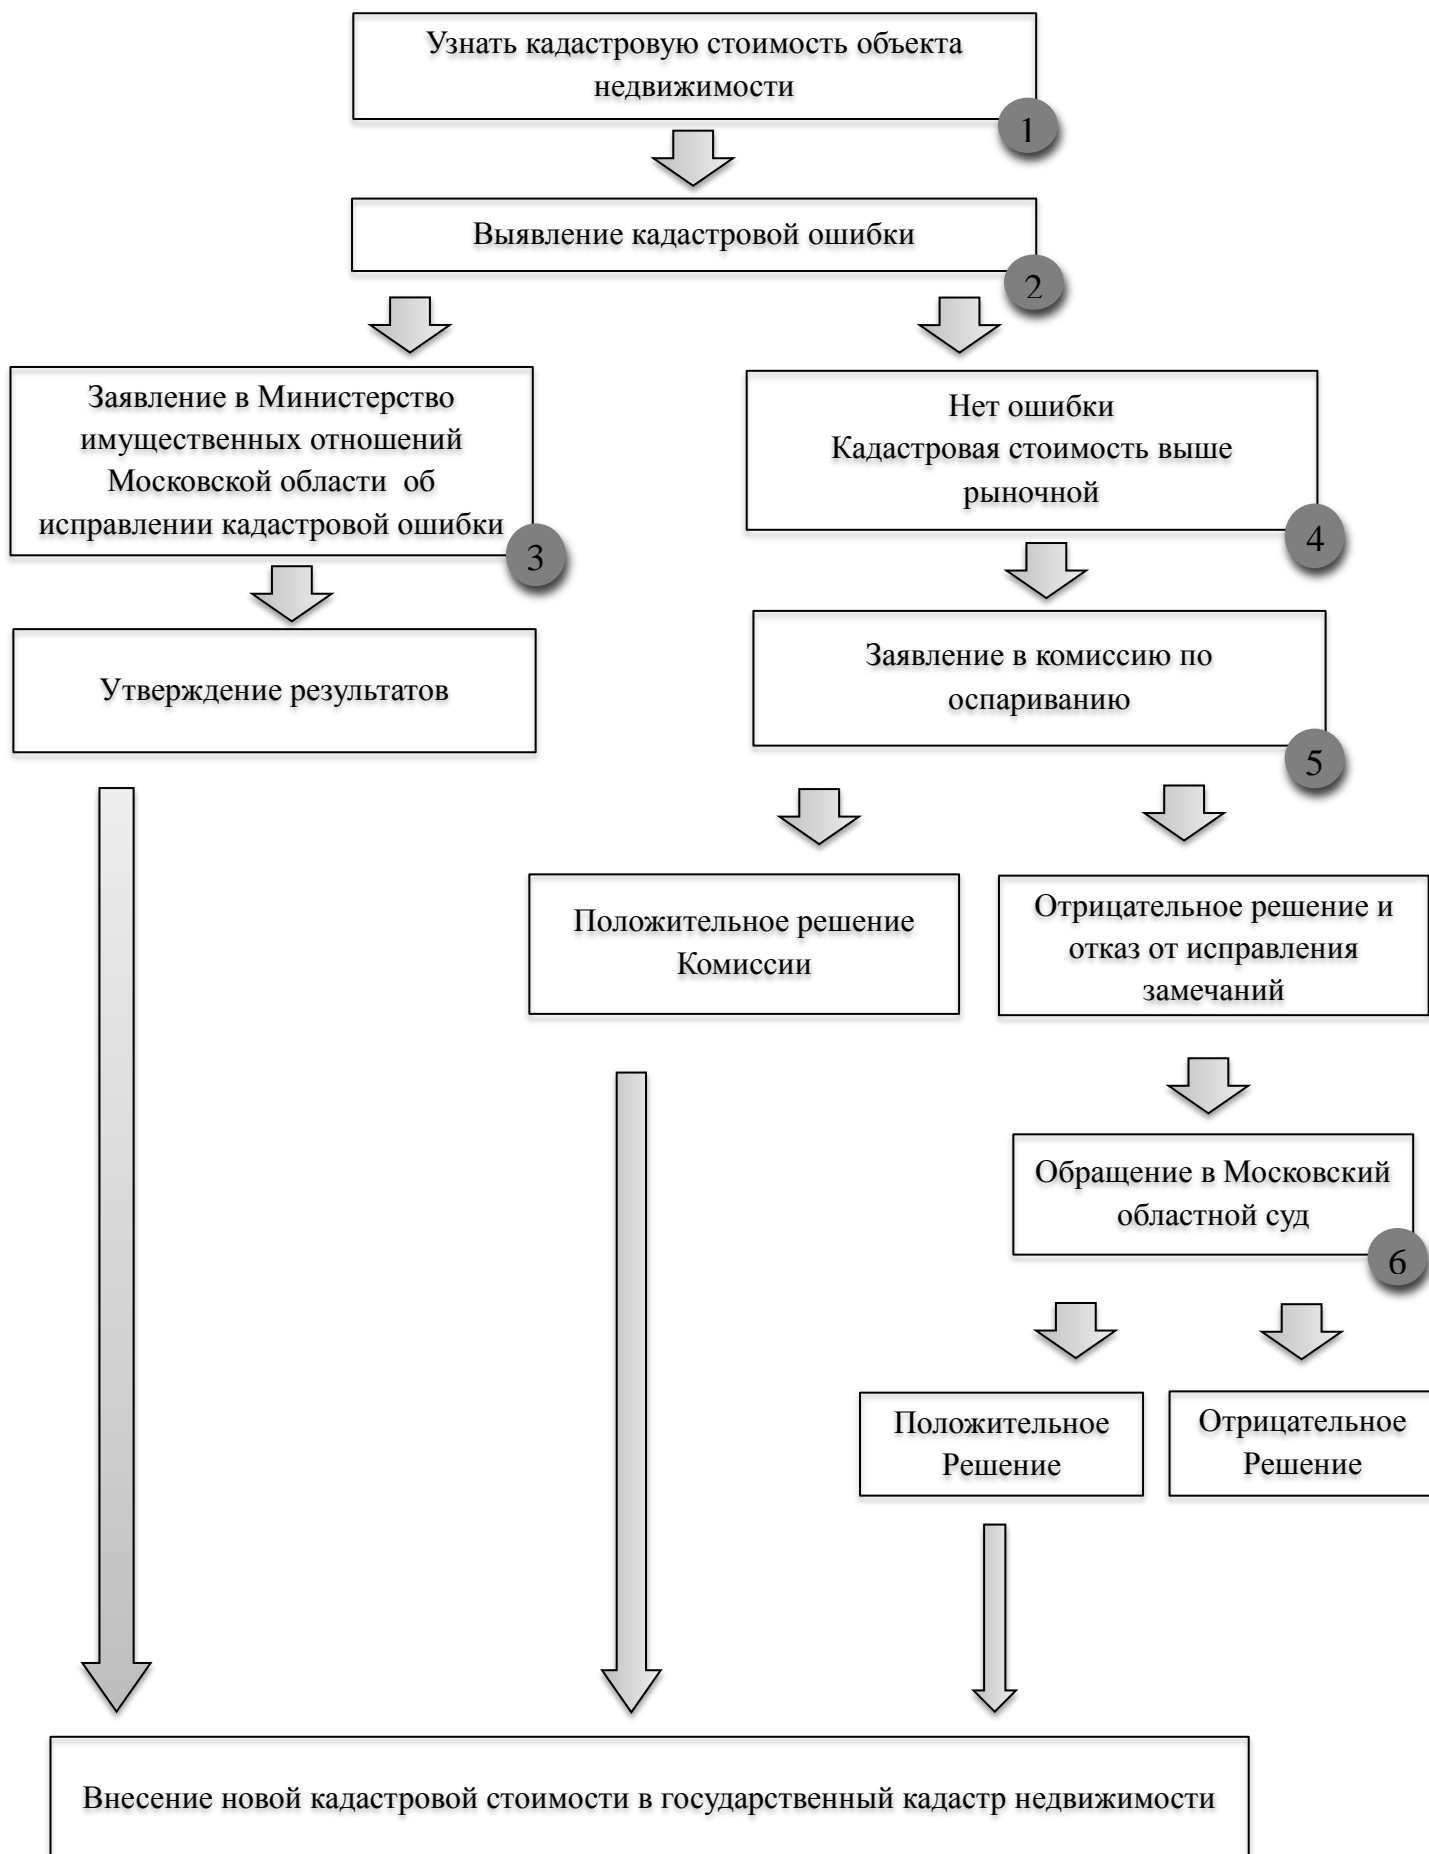 Узнать кадастровую стоимость объекта
недвижимости
1
Выявление кадастровой ошибки
2
Заявление в Министерство
имущественных отношений
Московской области об
исправлении кадастровой ошибки
3
Нет ошибки
Кадастровая стоимость выше
рыночной
4
Утверждение результатов
Заявление в комиссию по
оспариванию
5
Положительное решение
Комиссии
Отрицательное решение и
отказ от исправления
замечаний
Обращение в Московский
областной суд
6
Положительное
Решение
Отрицательное
Решение
Внесение новой кадастровой стоимости в государственный кадастр недвижимости